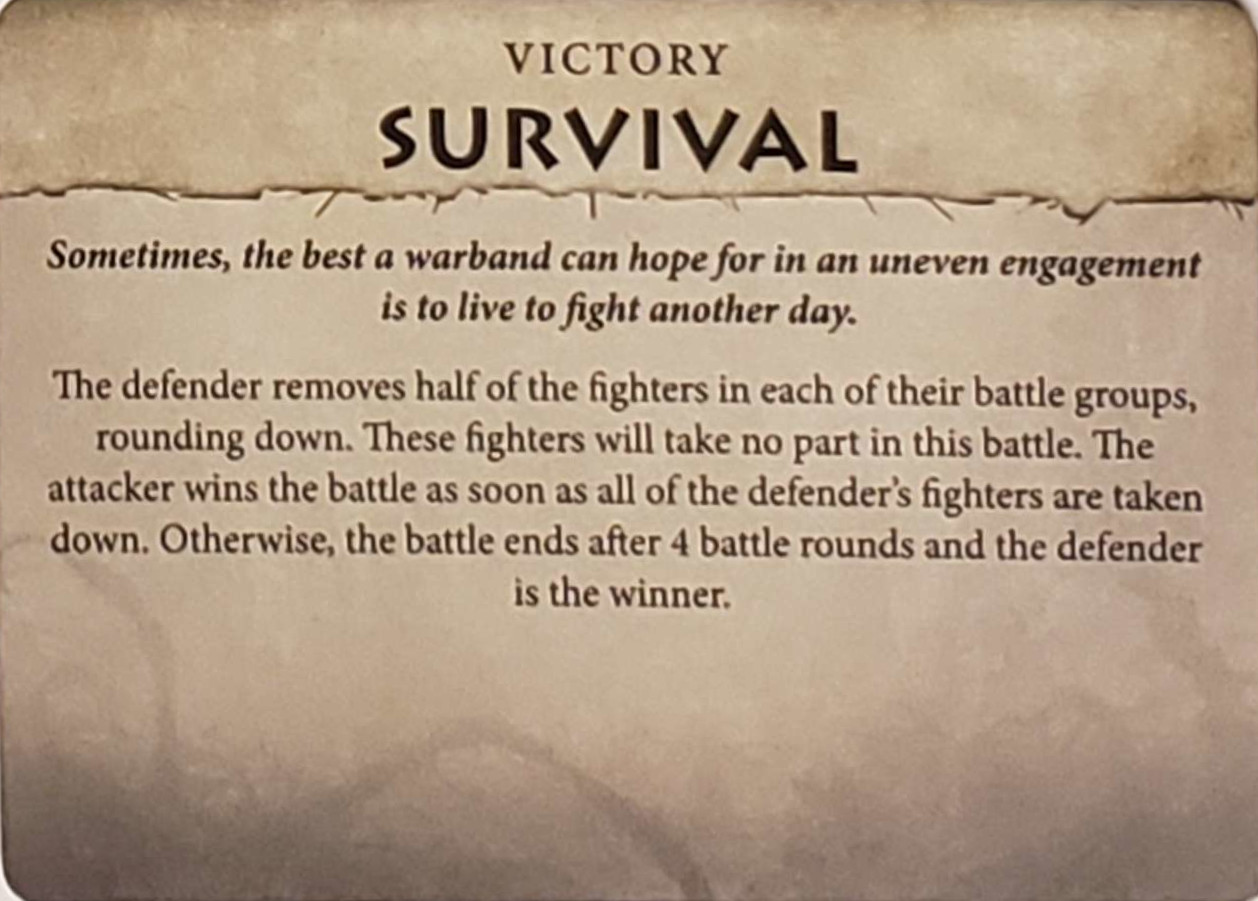 VICTORY
SURVIVAL
Sometimes, the best a warband can hope for in an uneven engagement
is to live to fight another day.
The defender removes half of the fighters in each of their battle groups,
rounding down. These fighters will take no part in this battle. The
attacker wins the battle as soon as all of the defender's fighters are taken
down. Otherwise, the battle ends after 4 battle rounds and the defender
is the winner.